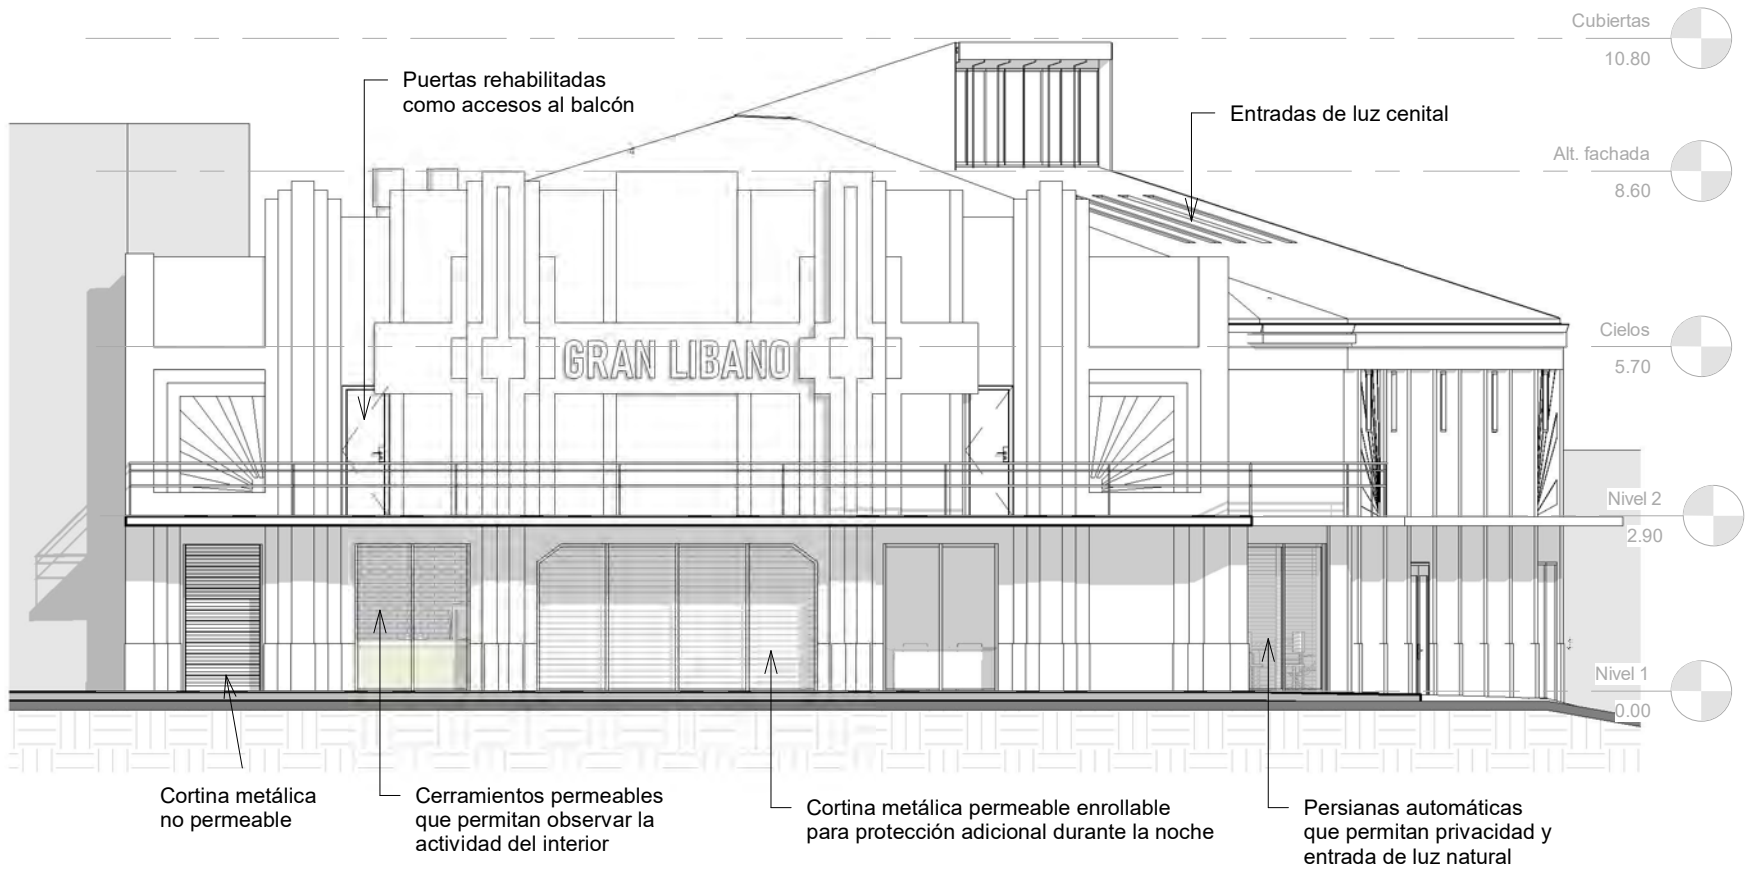 Cubiertas
10.80
Puertas rehabilitadas
como accesos al balcón
Entradas de luz cenital
Alt. fachada
8.60
Cielos
5.70
GRAN LIBANO
Nivel 2
2.90
Nivel 1
0.00
Cortina metálica
no permeable
Cerramientos permeables
que permitan observar la
actividad del interior
Cortina metálica permeable enrollable
para protección adicional durante la noche
Persianas automáticas
que permitan privacidad y
entrada de luz natural